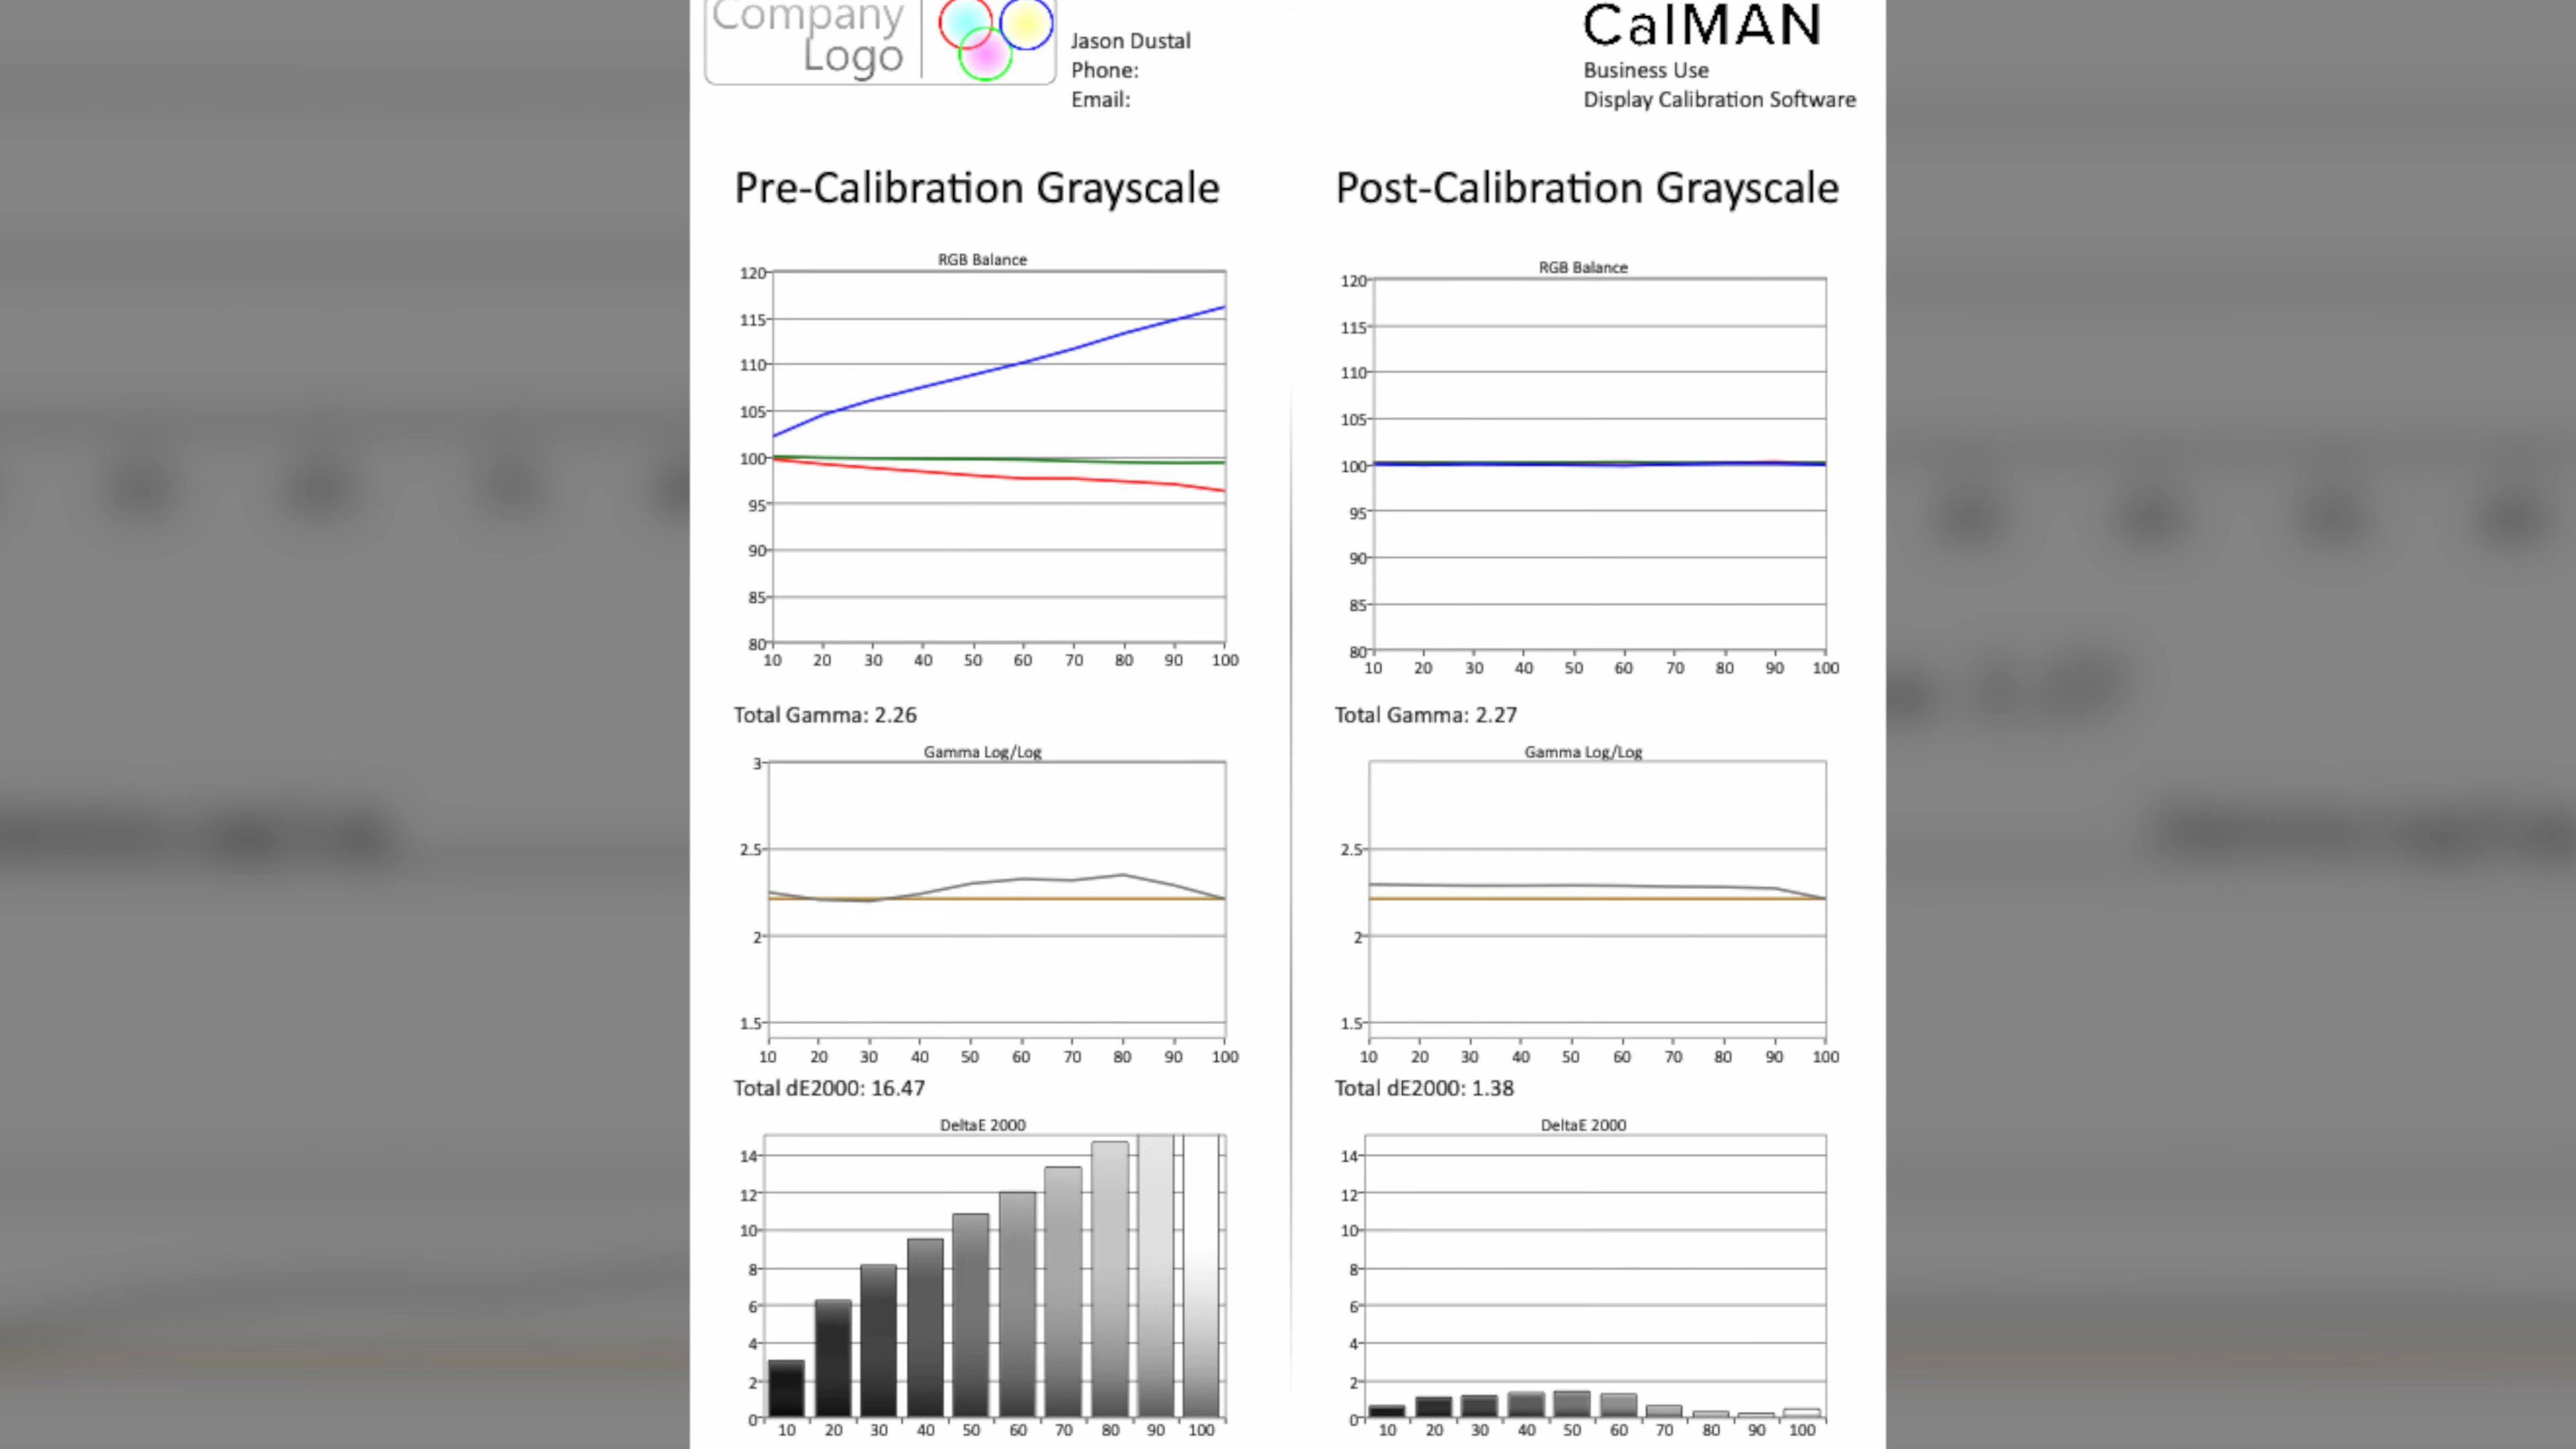 Company
Logo
Jason Dustal
Phone:
Email:
CalMAN
Business Use
Display Calibration Software
Pre-Calibration Grayscale
RGB Balance
120
115
110
105
100
95
90
85
80
10 20 30 40 50 60 70 80 90 100
Total Gamma: 2.26
Gamma Log/Log
3
2.5
2
1.5
10 20 30 40 50 60 70 80 90 100
Total dE2000: 16.47
DeltaE 2000
14
12
10
8
6
4
2
0
10 20 30 40 50 60 70 80 90 100
Post-Calibration Grayscale
RGB Balance
120
115
110
105
100
95
90
85
80
10 20 30 40 50 60 70 80 90 100
Total Gamma: 2.27
Gamma Log/Log
2.5
2
1.5
10 20 30 40 50 60 70 80 90 100
Total dE2000: 1.38
DeltaE 2000
14
12
10
8
6
4
2
0
10 20 30 40 50 60 70 80 90 100